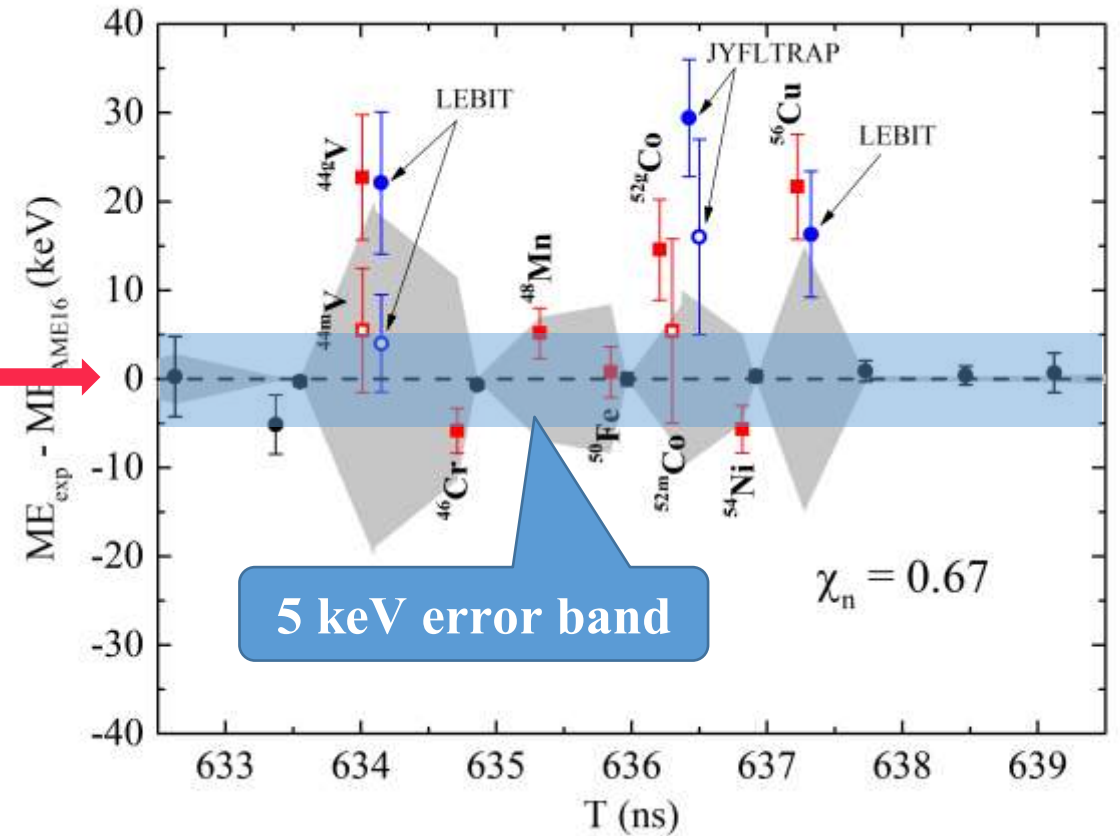 ME_exp - ME_AME16 (keV)
40
30
20
10
0
-10
-20
-30
-40
LEBIT
JYFLTRAP
LEBIT
44gV
44mV
46Cr
48Mn
50Fe
52gCo
52mCo
54Ni
56Cu
5 keV error band
χn = 0.67
633 634 635 636 637 638 639
T (ns)